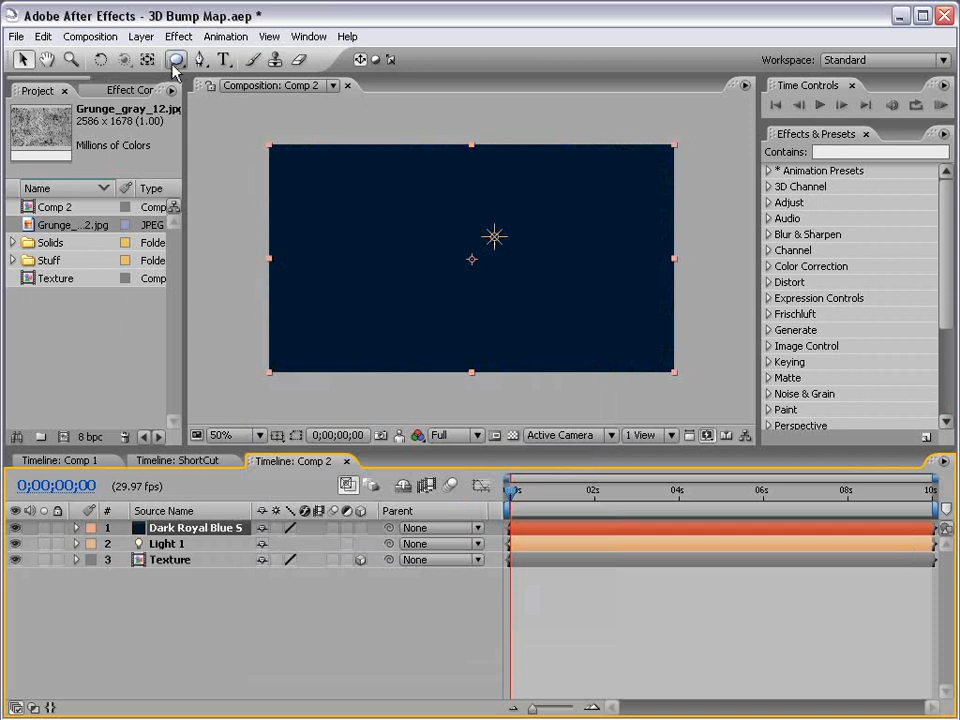 Adobe After Effects - 3D Bump Map.aep *
File Edit Composition Layer Effect Animation View Window Help
Workspace: Standard
Project Effect Cor
Grunge_gray_12.jpg
2586 x 1678 (1.00)
Millions of Colors
Name Type
Comp 2 Comp
Grunge_...2.jpg JPEG
Solids Folde
Stuff Folde
Texture Comp
8 bpc
Composition: Comp 2
50% 0;00;00;00 Full Active Camera 1 View
Time Controls
Effects & Presets
Contains:
* Animation Presets
3D Channel
Adjust
Audio
Blur & Sharpen
Channel
Color Correction
Distort
Expression Controls
Frischluft
Generate
Image Control
Keying
Matte
Noise & Grain
Paint
Perspective
Timeline: Comp 1 Timeline: ShortCut Timeline: Comp 2
0;00;00;00 (29.97 fps)
02s 04s 06s 08s 10s
# Source Name Parent
1 Dark Royal Blue S None
2 Light 1 None
3 Texture None